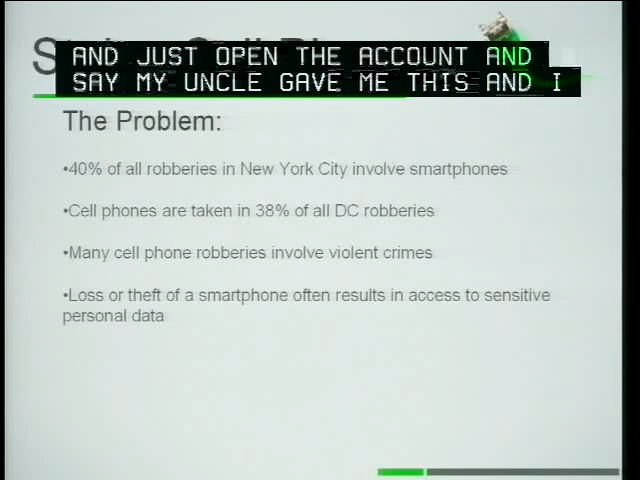 AND JUST OPEN THE ACCOUNT AND
SAY MY UNCLE GAVE ME THIS AND I
The Problem:
•40% of all robberies in New York City involve smartphones
•Cell phones are taken in 38% of all DC robberies
•Many cell phone robberies involve violent crimes
•Loss or theft of a smartphone often results in access to sensitive
personal data